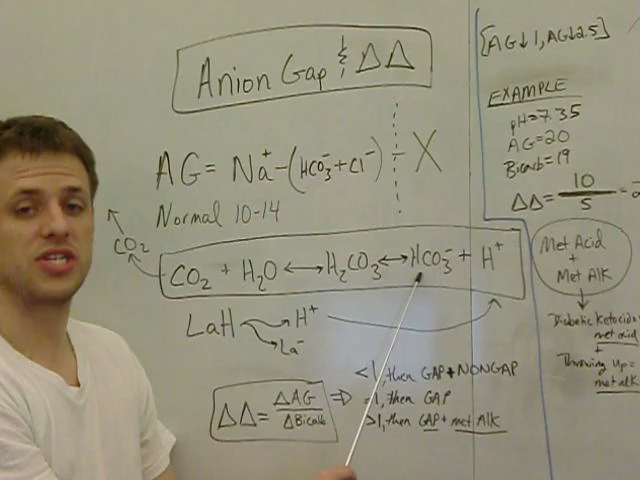 Anion Gap & ΔΔ
AG = Na⁺ - (HCO₃⁻ + Cl⁻) - X
Normal 10-14
CO₂
CO₂ + H₂O ↔ H₂CO₃ ↔ HCO₃⁻ + H⁺
LaH → H⁺
→ La⁻
ΔΔ = ΔAG / ΔBicarb ⇒
<1, then GAP + NONGAP
=1, then GAP
>1, then GAP + met Alk
[AG↓1, AG↓2.5]
EXAMPLE
pH=7.35
AG=20
Bicarb=19
ΔΔ = 10 / 5 =
Met Acid
+
Met Alk
↓
Diabetic Ketoacido
met acid
+
Throwing up =
met alk